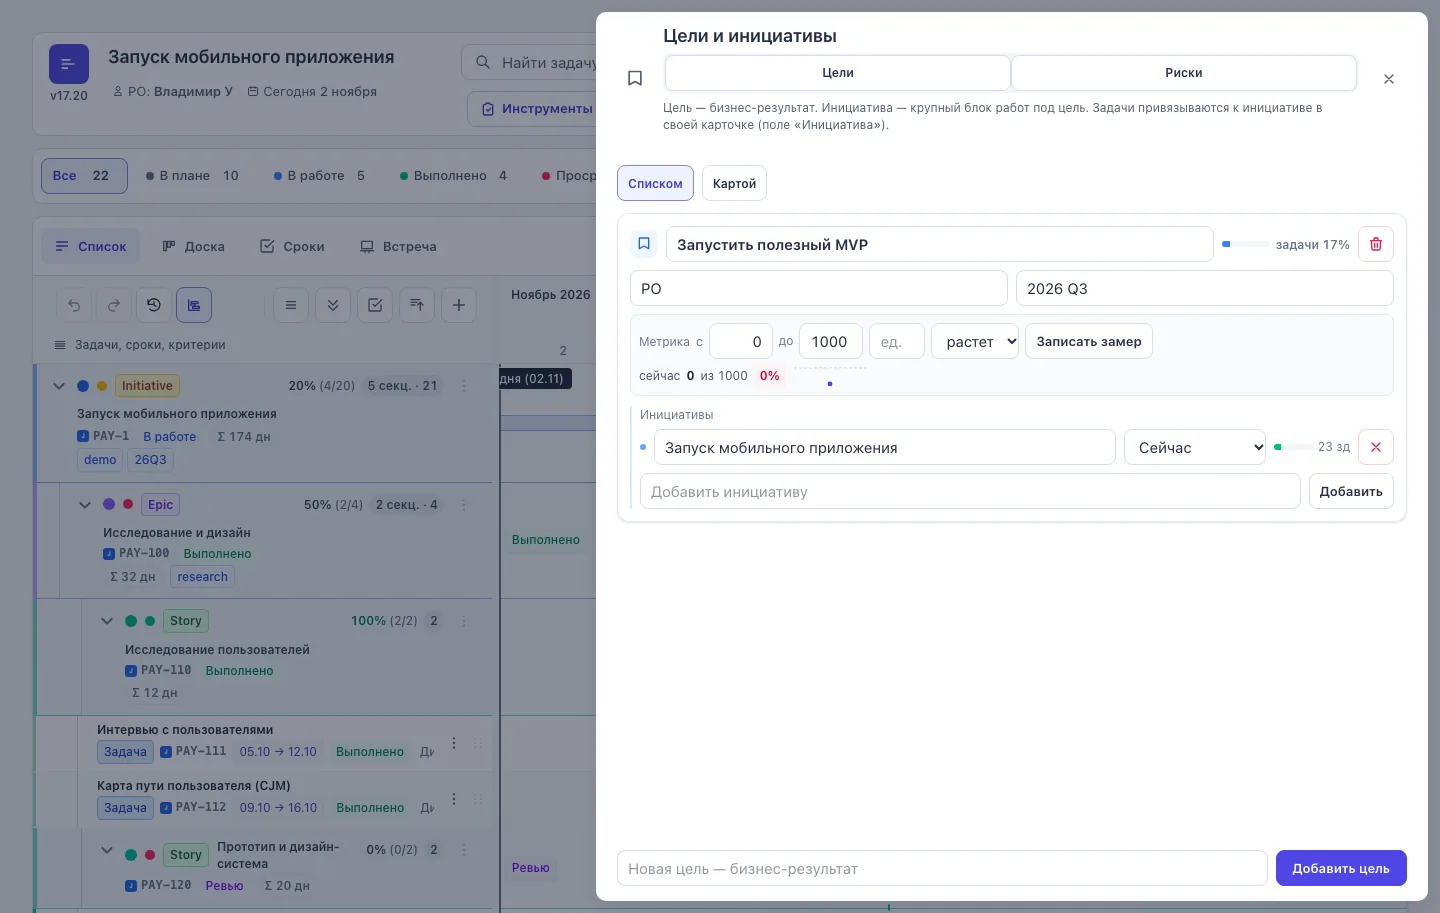 Запуск мобильного приложения
v17.20
РО: Владимир У
Сегодня 2 ноября
Найти задачу
Инструменты
Все 22
В плане 10
В работе 5
Выполнено 4
Список
Доска
Сроки
Встреча
Ноябрь 2026
Задачи, сроки, критерии
2
дня (02.11)
Initiative 20% (4/20) 5 секц. · 21
Запуск мобильного приложения
PAY-1 В работе Σ 174 дн
demo 26Q3
Epic 50% (2/4) 2 секц. · 4
Исследование и дизайн
PAY-100 Выполнено
Σ 32 дн research
Выполнено
Story 100% (2/2) 2
Исследование пользователей
PAY-110 Выполнено
Σ 12 дн
Интервью с пользователями
Задача PAY-111 05.10 → 12.10 Выполнено
Карта пути пользователя (CJM)
Задача PAY-112 09.10 → 16.10 Выполнено
Story Прототип и дизайн-система 0% (0/2) 2
PAY-120 Ревью Σ 20 дн
Ревью
Цели и инициативы
Цели
Риски
Цель — бизнес-результат. Инициатива — крупный блок работ под цель. Задачи привязываются к инициативе в
своей карточке (поле «Инициатива»).
Списком
Картой
Запустить полезный MVP
задачи 17%
PO
2026 Q3
Метрика с 0 до 1000 ед. растет Записать замер
сейчас 0 из 1000 0%
Инициативы
Запуск мобильного приложения
Сейчас
23 зд
Добавить инициативу
Добавить
Новая цель — бизнес-результат
Добавить цель